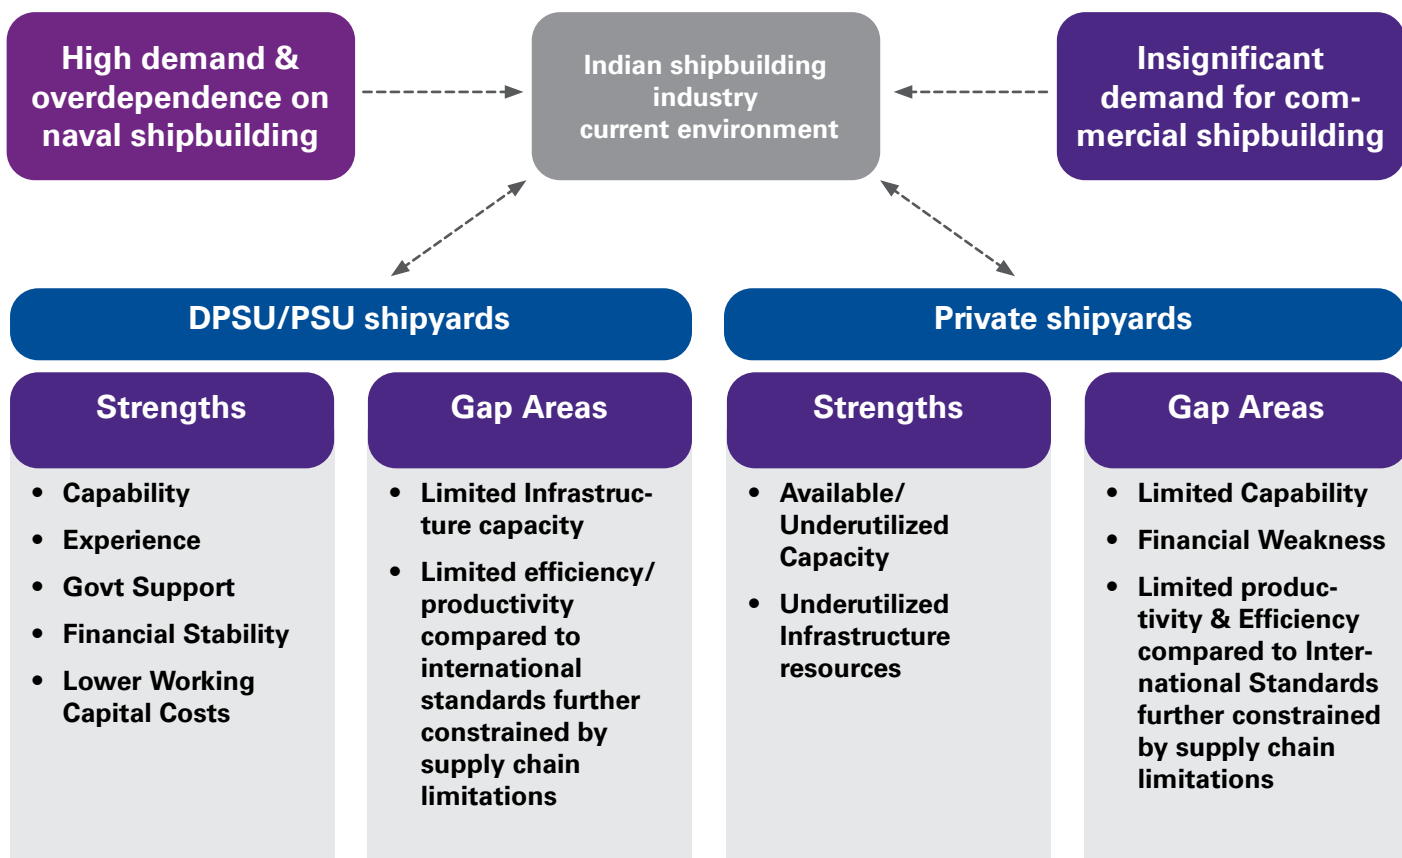 High demand &
overdependence on
naval shipbuilding
Indian shipbuilding
industry
current environment
Insignificant
demand for com-
mercial shipbuilding
DPSU/PSU shipyards
Private shipyards
Strengths
• Capability
• Experience
• Govt Support
• Financial Stability
• Lower Working
Capital Costs
Gap Areas
• Limited Infrastruc-
ture capacity
• Limited efficiency/
productivity
compared to
international
standards further
constrained by
supply chain
limitations
Strengths
• Available/
Underutilized
Capacity
• Underutilized
Infrastructure
resources
Gap Areas
• Limited Capability
• Financial Weakness
• Limited produc-
tivity & Efficiency
compared to Inter-
national Standards
further constrained
by supply chain
limitations